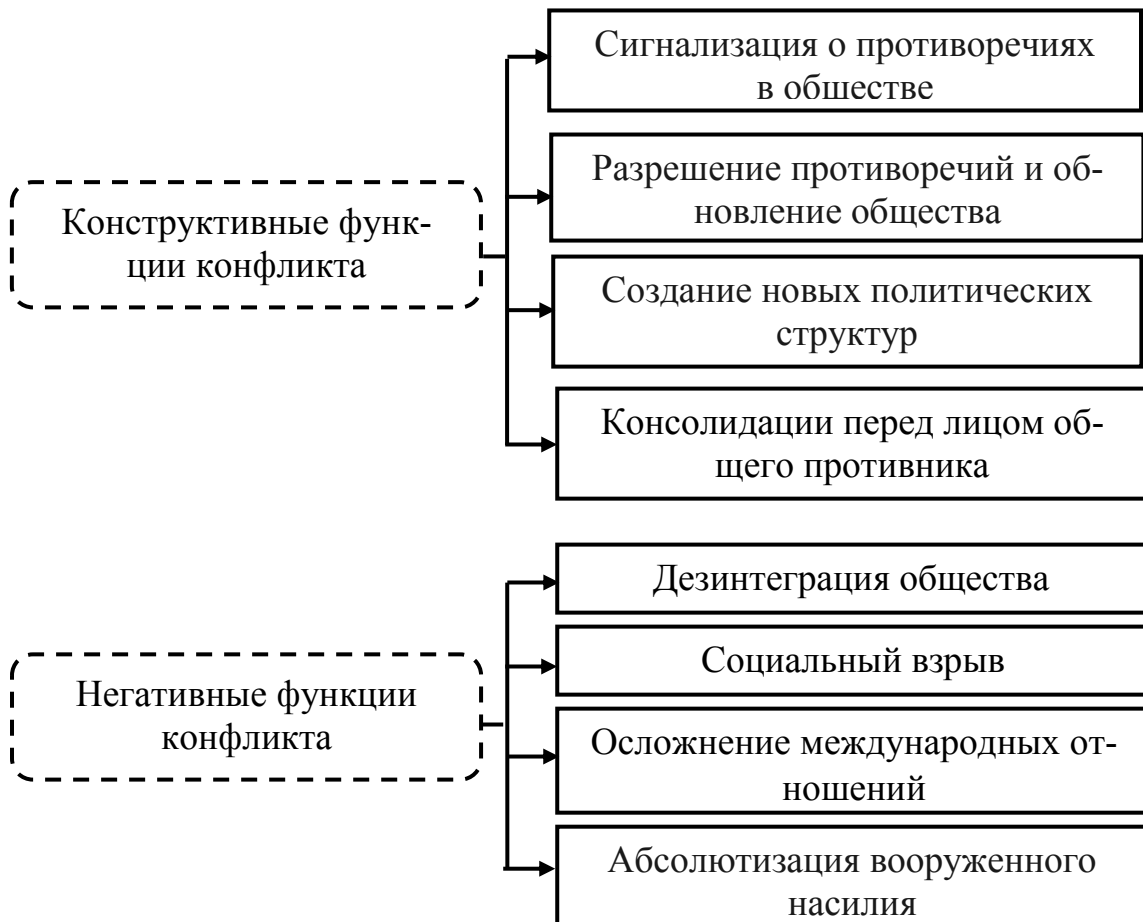 Сигнализация о противоречиях
в обшестве
Разрешение противоречий и об-
новление общества
Конструктивные функ-
ции конфликта
Создание новых политических
структур
Консолидации перед лицом об-
щего противника
Дезинтеграция общества
Социальный взрыв
Негативные функции
конфликта
Осложнение международных от-
ношений
Абсолютизация вооруженного
насилия